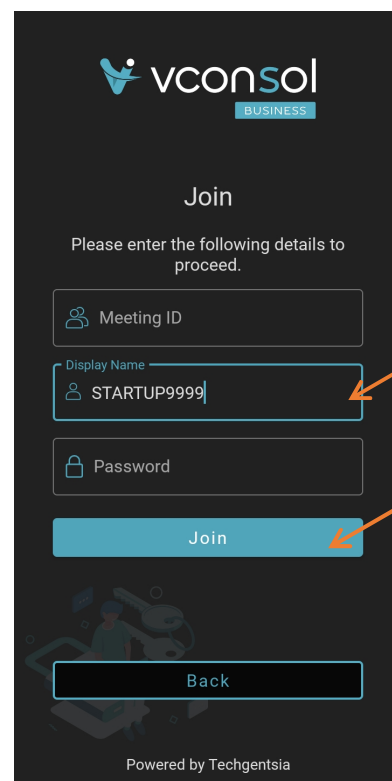 vconsol
BUSINESS
Join
Please enter the following details to
proceed.
Meeting ID
Display Name
STARTUP9999
Password
Join
Back
Powered by Techgentsia